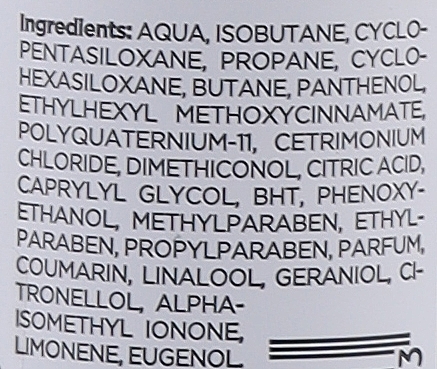 Ingredients: AQUA, ISOBUTANE, CYCLO-
PENTASILOXANE, PROPANE, CYCLO-
HEXASILOXANE, BUTANE, PANTHENOL,
ETHYLHEXYL METHOXYCINNAMATE,
POLYQUATERNIUM-11, CETRIMONIUM
CHLORIDE, DIMETHICONOL, CITRIC ACID,
CAPRYLYL GLYCOL, BHT, PHENOXY-
ETHANOL, METHYLPARABEN, ETHYL-
PARABEN, PROPYLPARABEN, PARFUM,
COUMARIN, LINALOOL, GERANIOL, CI-
TRONELLOL, ALPHA-
ISOMETHYL IONONE,
LIMONENE, EUGENOL.